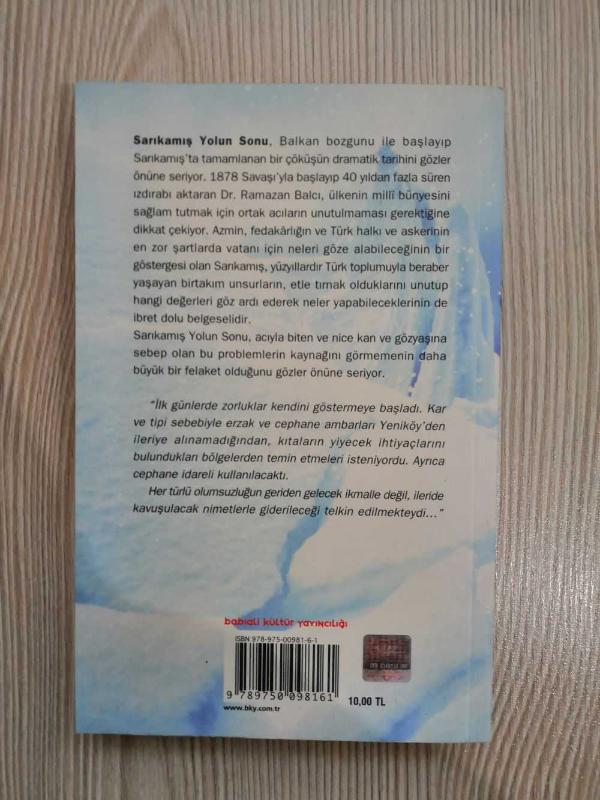 Sarıkamış Yolun Sonu, Balkan bozgunu ile başlayıp
Sarıkamış'ta tamamlanan bir çöküşün dramatik tarihini gözler
önüne seriyor. 1878 Savaşı'yla başlayıp 40 yıldan fazla süren
ızdırabı aktaran Dr. Ramazan Balcı, ülkenin millî bünyesini
sağlam tutmak için ortak acıların unutulmaması gerektiğine
dikkat çekiyor. Azmin, fedakârlığın ve Türk halkı ve askerinin
en zor şartlarda vatanı için neleri göze alabileceğinin bir
göstergesi olan Sarıkamış, yüzyıllardır Türk toplumuyla beraber
yaşayan birtakım unsurların, etle tırnak olduklarını unutup
hangi değerleri göz ardı ederek neler yapabileceklerinin de
ibret dolu belgeselidir.
Sarıkamış Yolun Sonu, acıyla biten ve nice kan ve gözyaşına
sebep olan bu problemlerin kaynağını görmemenin daha
büyük bir felaket olduğunu gözler önüne seriyor.
"İlk günlerde zorluklar kendini göstermeye başladı. Kar
ve tipi sebebiyle erzak ve cephane ambarları Yeniköy'den
ileriye alınamadığından, kıtaların yiyecek ihtiyaçlarını
bulundukları bölgelerden temin etmeleri isteniyordu. Ayrıca
cephane idareli kullanılacaktı.
Her türlü olumsuzluğun geriden gelecek ikmalle değil, ileride
kavuşulacak nimetlerle giderileceği telkin edilmekteydi..."
babıali kültür yayıncılığı
ISBN 978-975-00981-6-1
9 789750 098161
10,00 TL
www.bky.com.tr